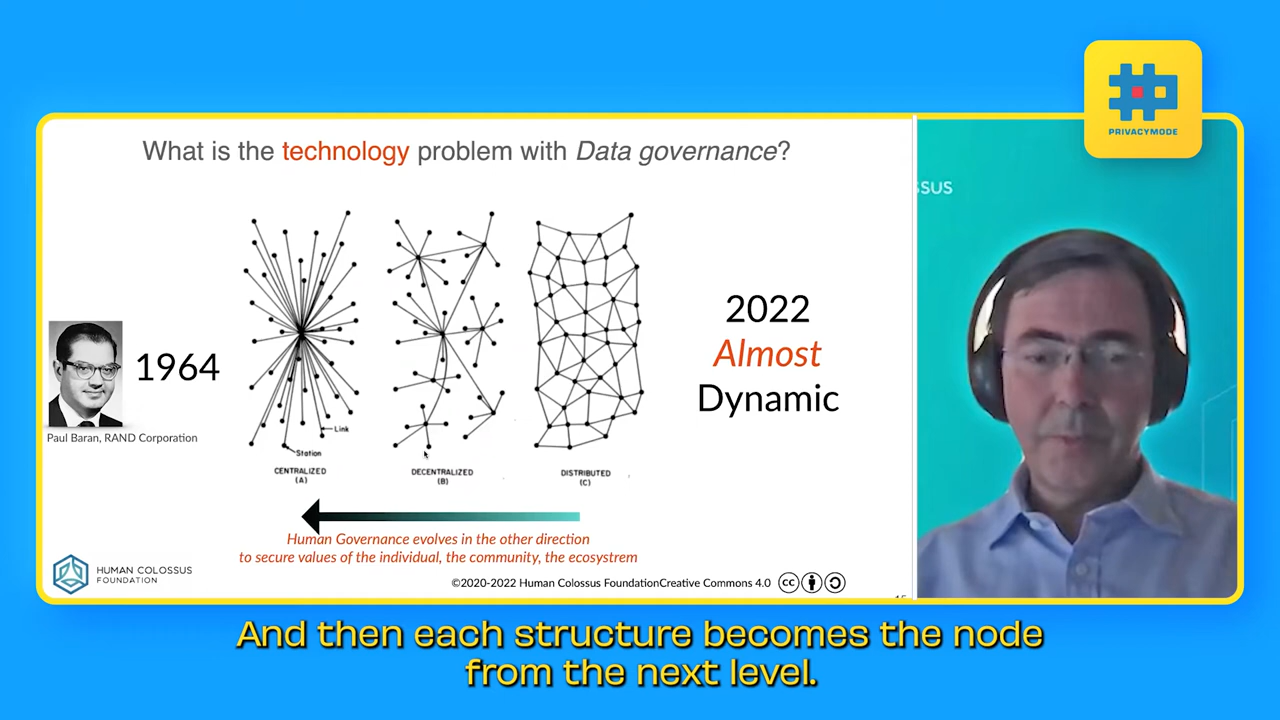 PRIVACYMODE
What is the technology problem with Data governance?
SSUS
1964
Paul Baran, RAND Corporation
Link
Station
CENTRALIZED
(A)
DECENTRALIZED
(B)
DISTRIBUTED
(C)
2022
Almost
Dynamic
Human Governance evolves in the other direction
to secure values of the individual, the community, the ecosystrem
HUMAN COLOSSUS
FOUNDATION
©2020-2022 Human Colossus FoundationCreative Commons 4.0
cc
And then each structure becomes the node
from the next level.